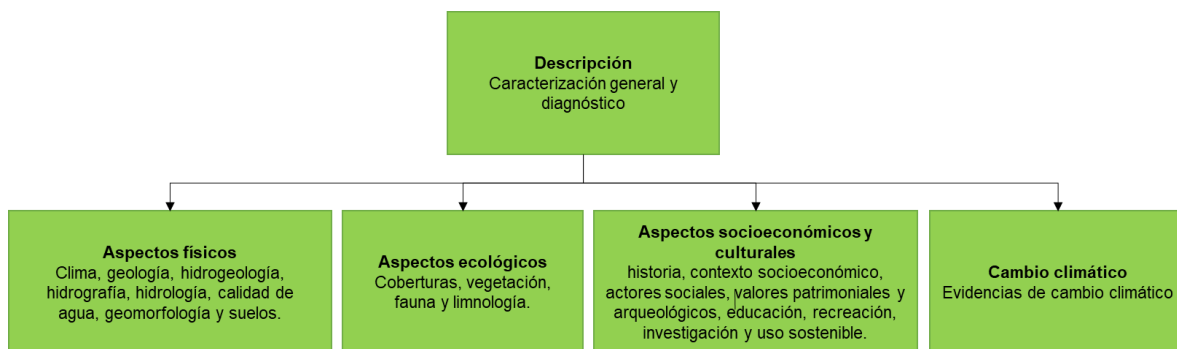 Descripción
Caracterización general y
diagnóstico
Aspectos físicos
Clima, geología, hidrogeología,
hidrografía, hidrología, calidad de
agua, geomorfología y suelos.
Aspectos ecológicos
Coberturas, vegetación,
fauna y limnología.
Aspectos socioeconómicos y
culturales
historia, contexto socioeconómico,
actores sociales, valores patrimoniales y
arqueológicos, educación, recreación,
investigación y uso sostenible.
Cambio climático
Evidencias de cambio climático